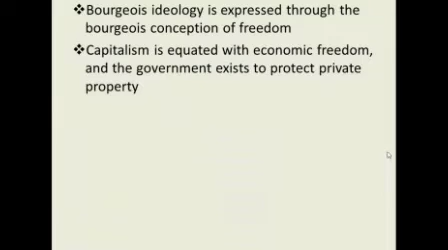 ❖Bourgeois ideology is expressed through the
bourgeois conception of freedom
❖Capitalism is equated with economic freedom,
and the government exists to protect private
property